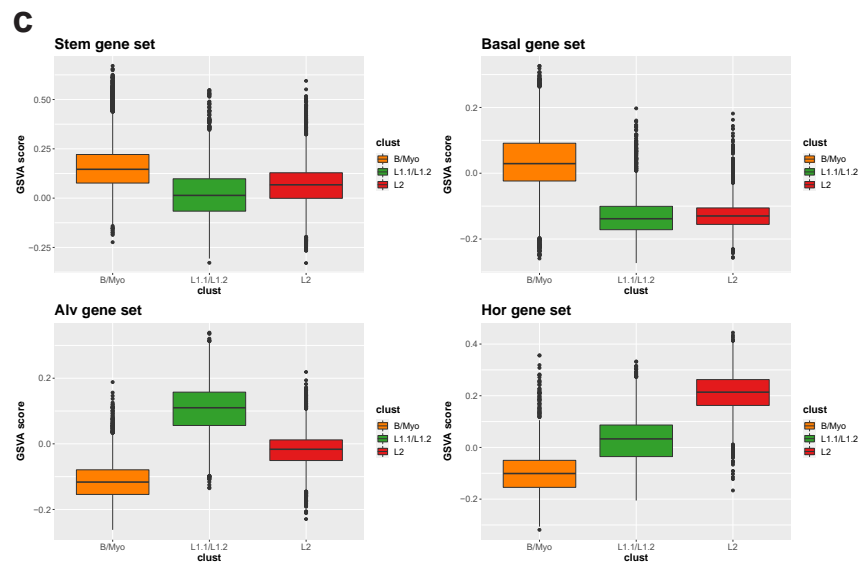 C
Stem gene set
GSVA score
0.50
0.25
0.00
−0.25
B/Myo L1.1/L1.2 L2
clust
clust
B/Myo
L1.1/L1.2
L2
Basal gene set
GSVA score
0.2
0.0
−0.2
B/Myo L1.1/L1.2 L2
clust
clust
B/Myo
L1.1/L1.2
L2
Alv gene set
GSVA score
0.2
0.0
−0.2
B/Myo L1.1/L1.2 L2
clust
clust
B/Myo
L1.1/L1.2
L2
Hor gene set
GSVA score
0.4
0.2
0.0
−0.2
B/Myo L1.1/L1.2 L2
clust
clust
B/Myo
L1.1/L1.2
L2